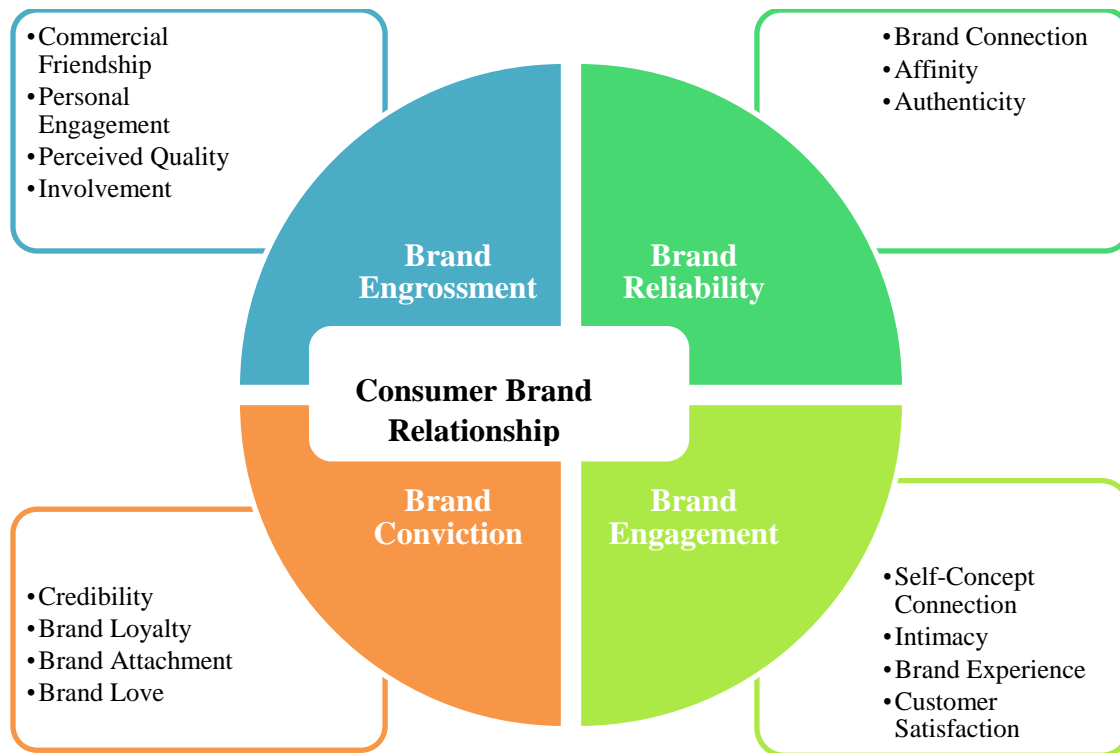 •Commercial
Friendship
•Personal
Engagement
•Perceived Quality
•Involvement
•Brand Connection
•Affinity
•Authenticity
Brand
Engrossment
Brand
Reliability
Consumer Brand
Relationship
Brand
Conviction
Brand
Engagement
•Credibility
•Brand Loyalty
•Brand Attachment
•Brand Love
•Self-Concept
Connection
•Intimacy
•Brand Experience
•Customer
Satisfaction